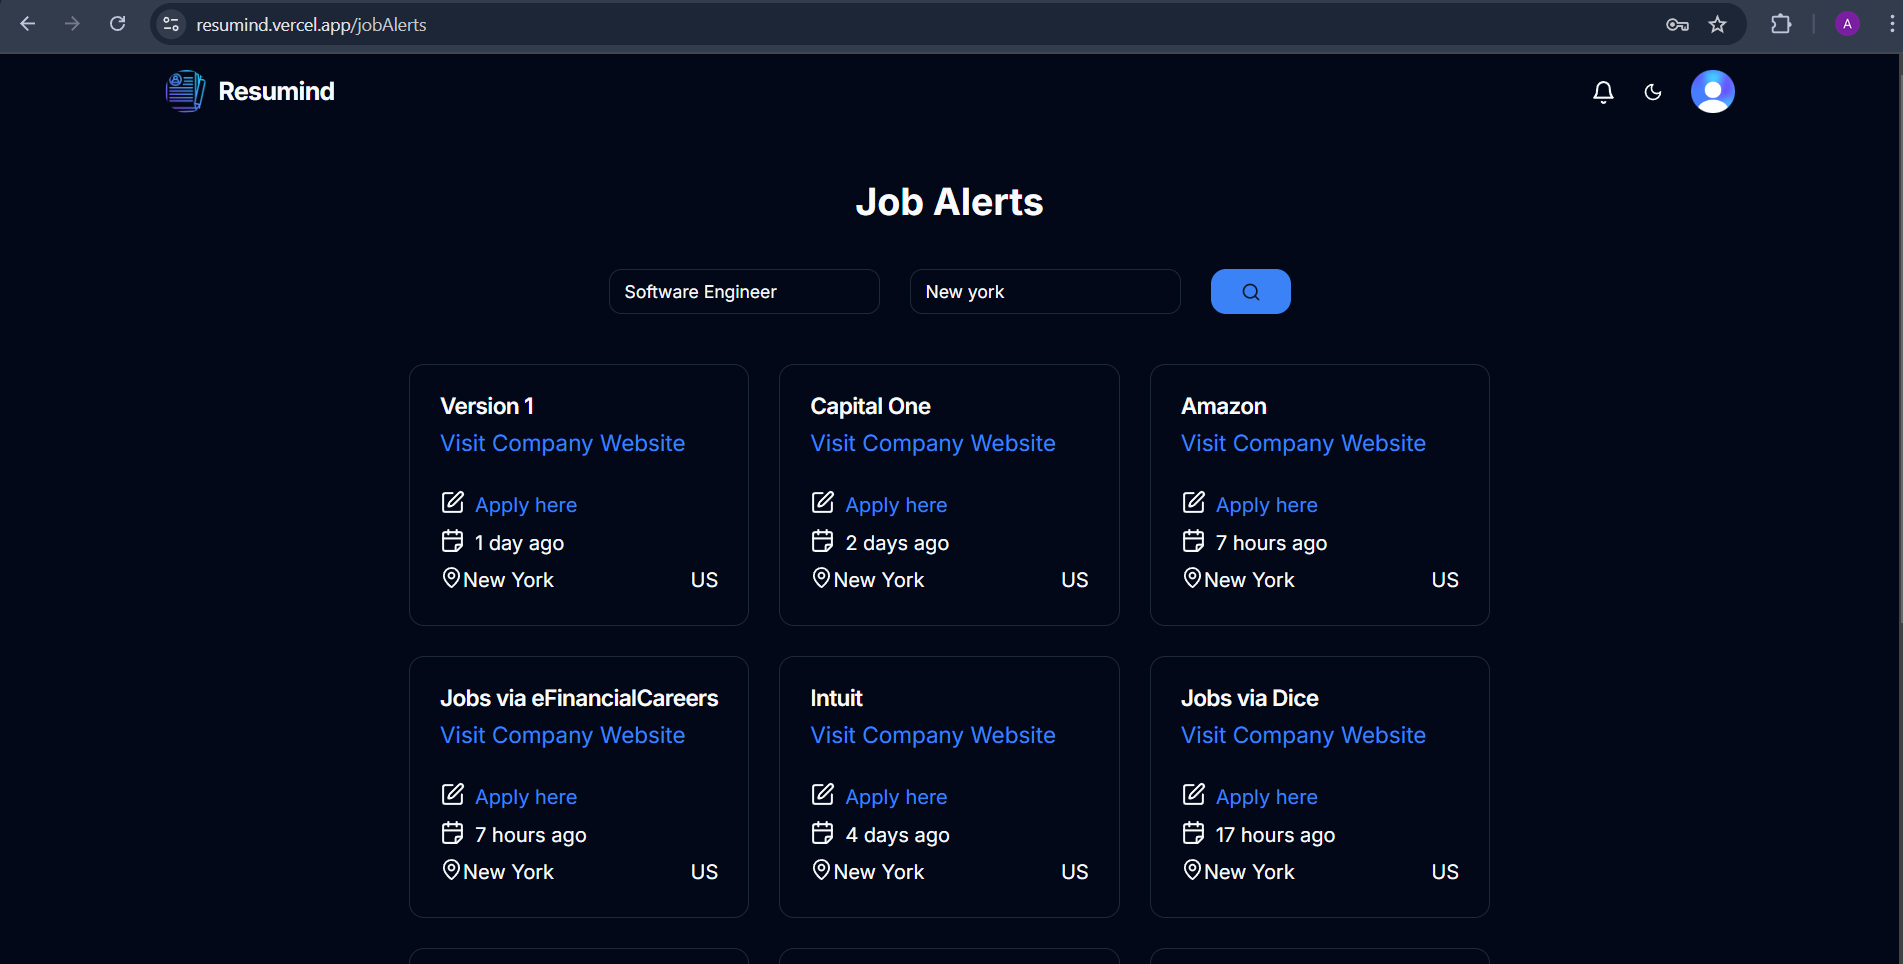 resumind.vercel.app/jobAlerts
A
Resumind
Job Alerts
Software Engineer
New york
Version 1
Visit Company Website
Apply here
1 day ago
New York US
Capital One
Visit Company Website
Apply here
2 days ago
New York US
Amazon
Visit Company Website
Apply here
7 hours ago
New York US
Jobs via eFinancialCareers
Visit Company Website
Apply here
7 hours ago
New York US
Intuit
Visit Company Website
Apply here
4 days ago
New York US
Jobs via Dice
Visit Company Website
Apply here
17 hours ago
New York US